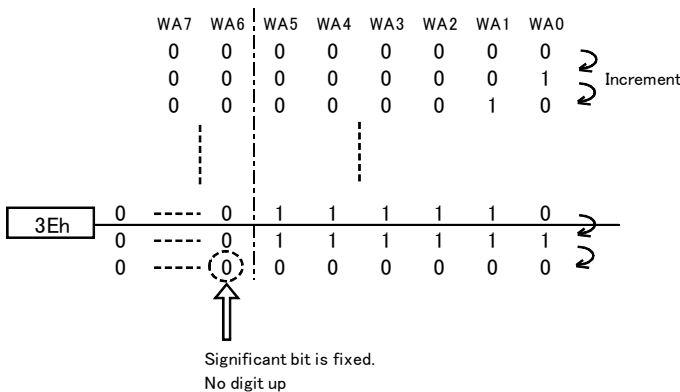 WA7 WA6 WA5 WA4 WA3 WA2 WA1 WA0
0 0 0 0 0 0 0 0
0 0 0 0 0 0 0 1
0 0 0 0 0 0 1 0
Increment
3Eh
0 ----- 0 1 1 1 1 1 0
0 ----- 0 1 1 1 1 1 1
0 ----- 0 0 0 0 0 0 0
Significant bit is fixed.
No digit up